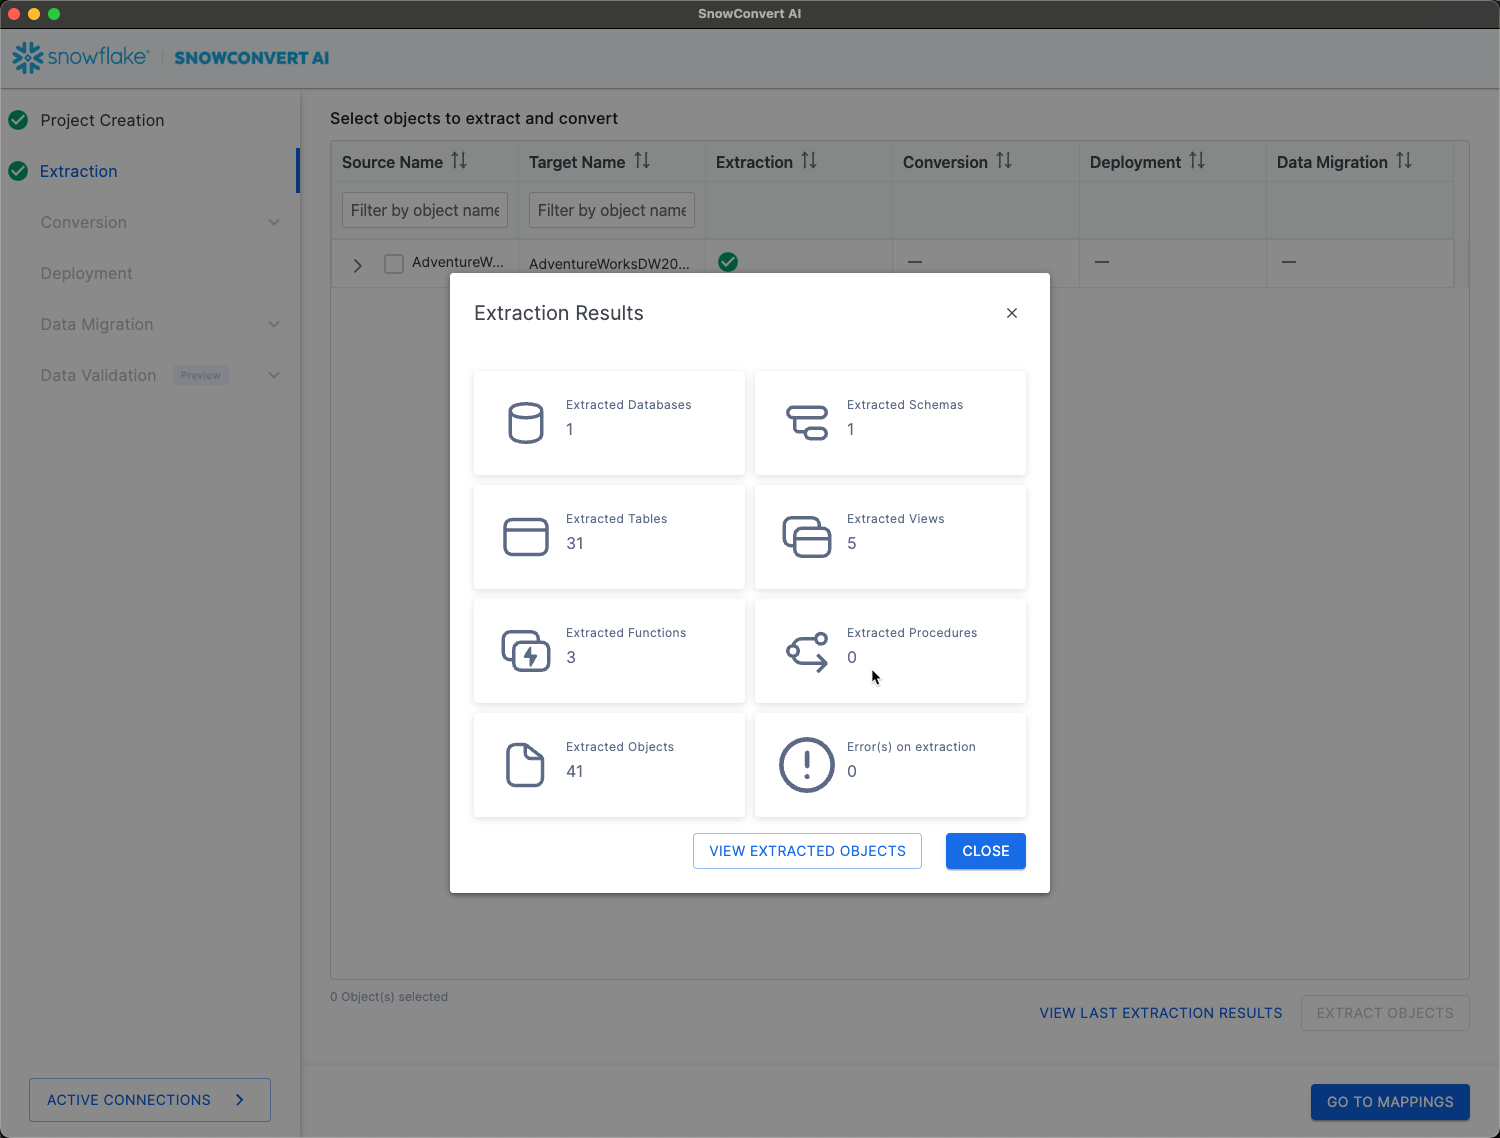 SnowConvert AI
snowflake | SNOWCONVERT AI
Project Creation
Extraction
Conversion
Deployment
Data Migration
Data Validation Preview
ACTIVE CONNECTIONS
Select objects to extract and convert
Source Name Target Name Extraction Conversion Deployment Data Migration
Filter by object name Filter by object name
AdventureW... AdventureWorksDW20... — — —
Extraction Results
Extracted Databases
1
Extracted Schemas
1
Extracted Tables
31
Extracted Views
5
Extracted Functions
3
Extracted Procedures
0
Extracted Objects
41
Error(s) on extraction
0
VIEW EXTRACTED OBJECTS CLOSE
0 Object(s) selected
VIEW LAST EXTRACTION RESULTS EXTRACT OBJECTS
GO TO MAPPINGS